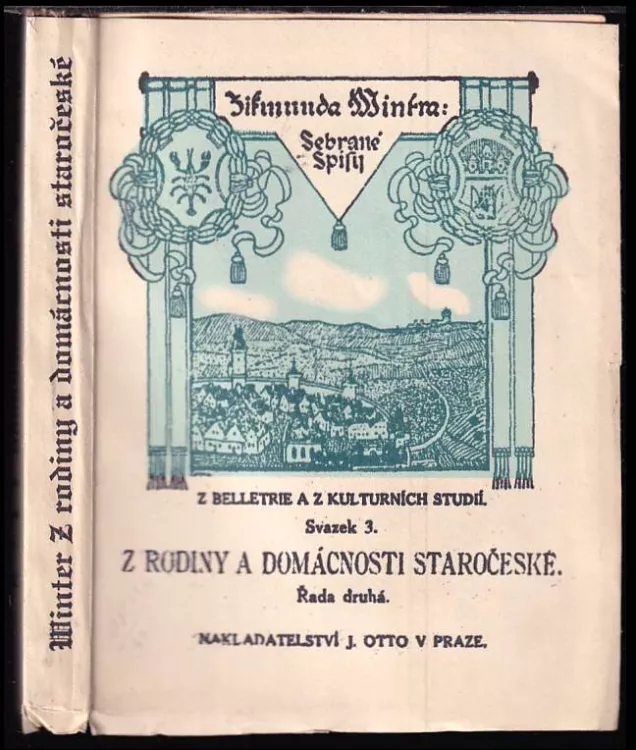 Winter Z rodiny a domácnosti staročeské
Zikmunda Wintra:
Sebrané
Spisy
Z BELLETRIE A Z KULTURNÍCH STUDIÍ.
Svazek 3.
Z RODINY A DOMÁCNOSTI STAROČESKÉ.
Řada druhá.
NAKLADATELSTVÍ J. OTTO V PRAZE.